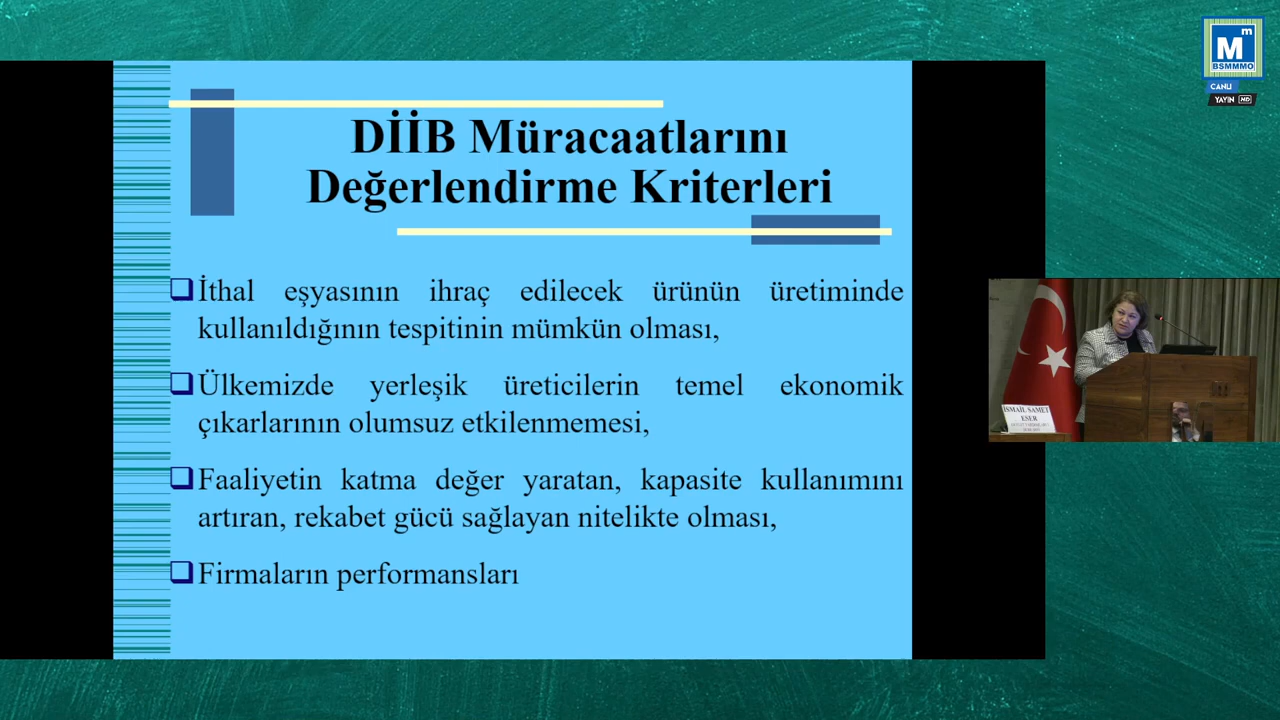 DİİB Müracaatlarını
Değerlendirme Kriterleri
İthal eşyasının ihraç edilecek ürünün üretiminde
kullanıldığının tespitinin mümkün olması,
Ülkemizde yerleşik üreticilerin temel ekonomik
çıkarlarının olumsuz etkilenmemesi,
Faaliyetin katma değer yaratan, kapasite kullanımını
artıran, rekabet gücü sağlayan nitelikte olması,
Firmaların performansları
Mm
BSMMMO
CANLI
YAYIN HD
İSMAİL SAMET
ESER